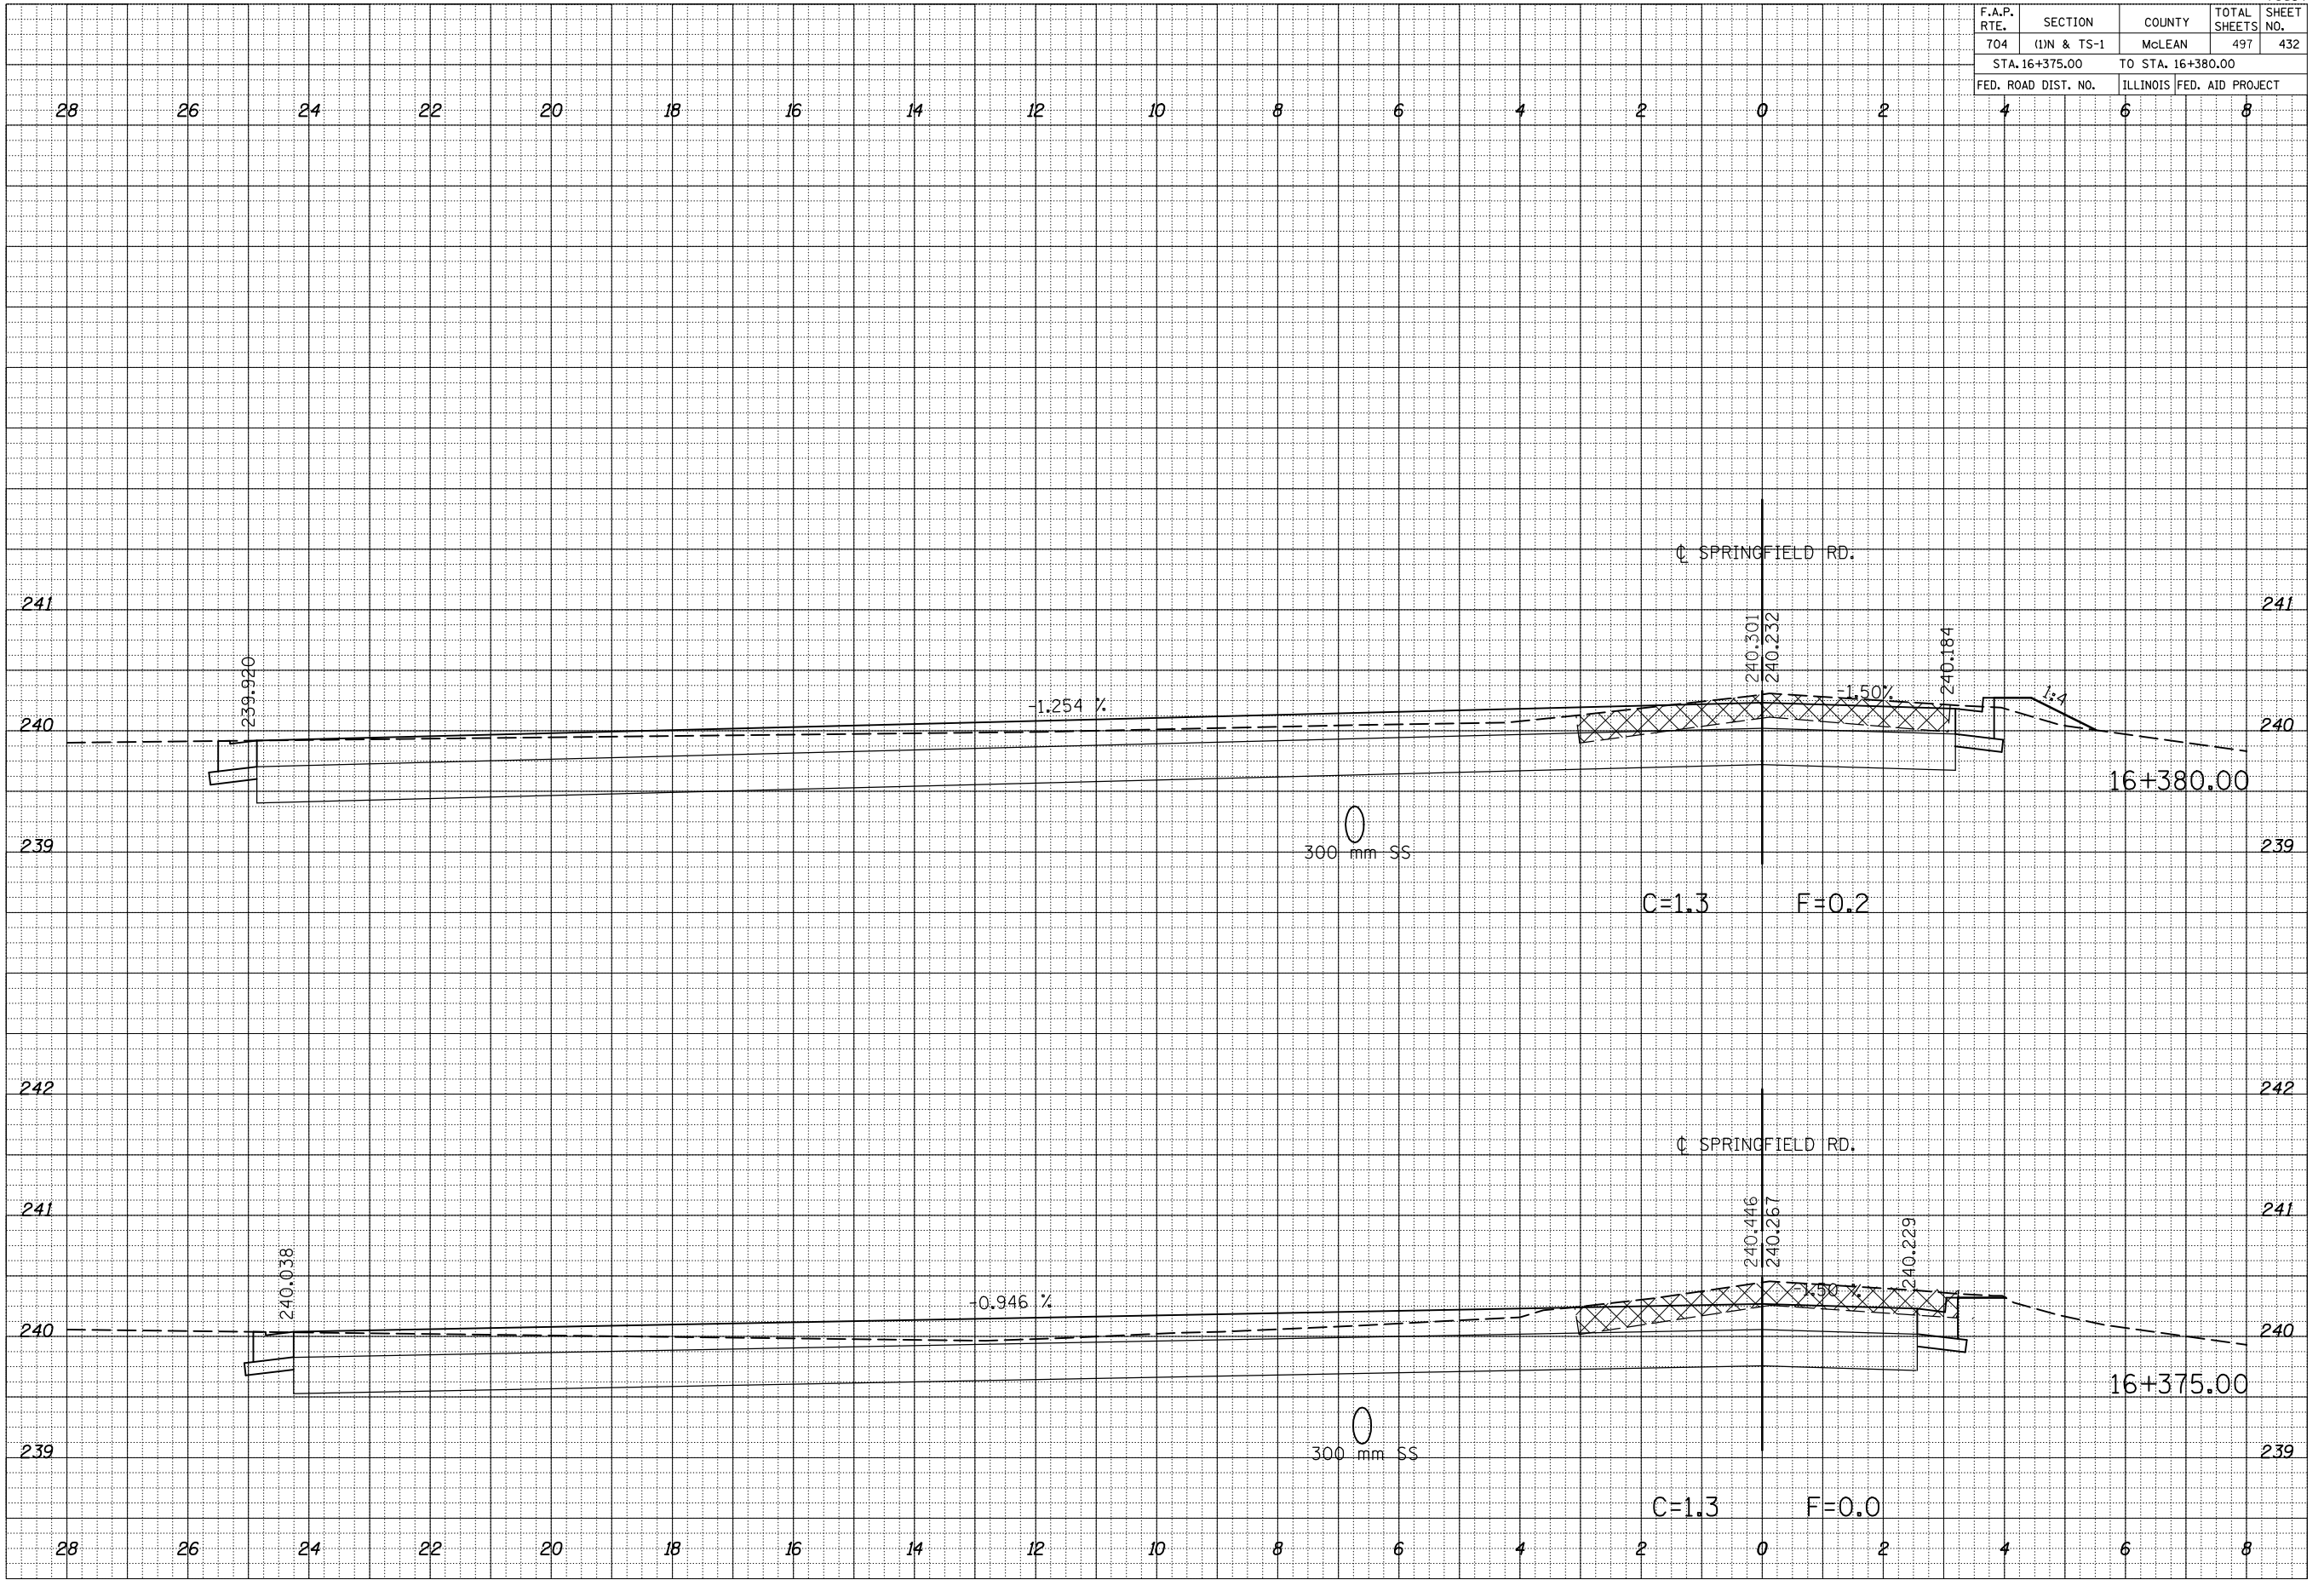 F.A.P. RTE. SECTION COUNTY TOTAL SHEETS SHEET NO.
704 (1)N & TS-1 McLEAN 497 432
STA. 16+375.00 TO STA. 16+380.00
FED. ROAD DIST. NO. ILLINOIS FED. AID PROJECT
28 26 24 22 20 18 16 14 12 10 8 6 4 2 0 2 4 6 8
℄ SPRINGFIELD RD.
241 241
239.920
240.301
240.232
240.184
-1.254 %
-1.50%
1:4
240 240
16+380.00
239 239
300 mm SS
C=1.3 F=0.2
242 242
℄ SPRINGFIELD RD.
241 241
240.038
240.446
240.267
240.229
-0.946 %
-1.50 %
240 240
16+375.00
239 239
300 mm SS
C=1.3 F=0.0
28 26 24 22 20 18 16 14 12 10 8 6 4 2 0 2 4 6 8